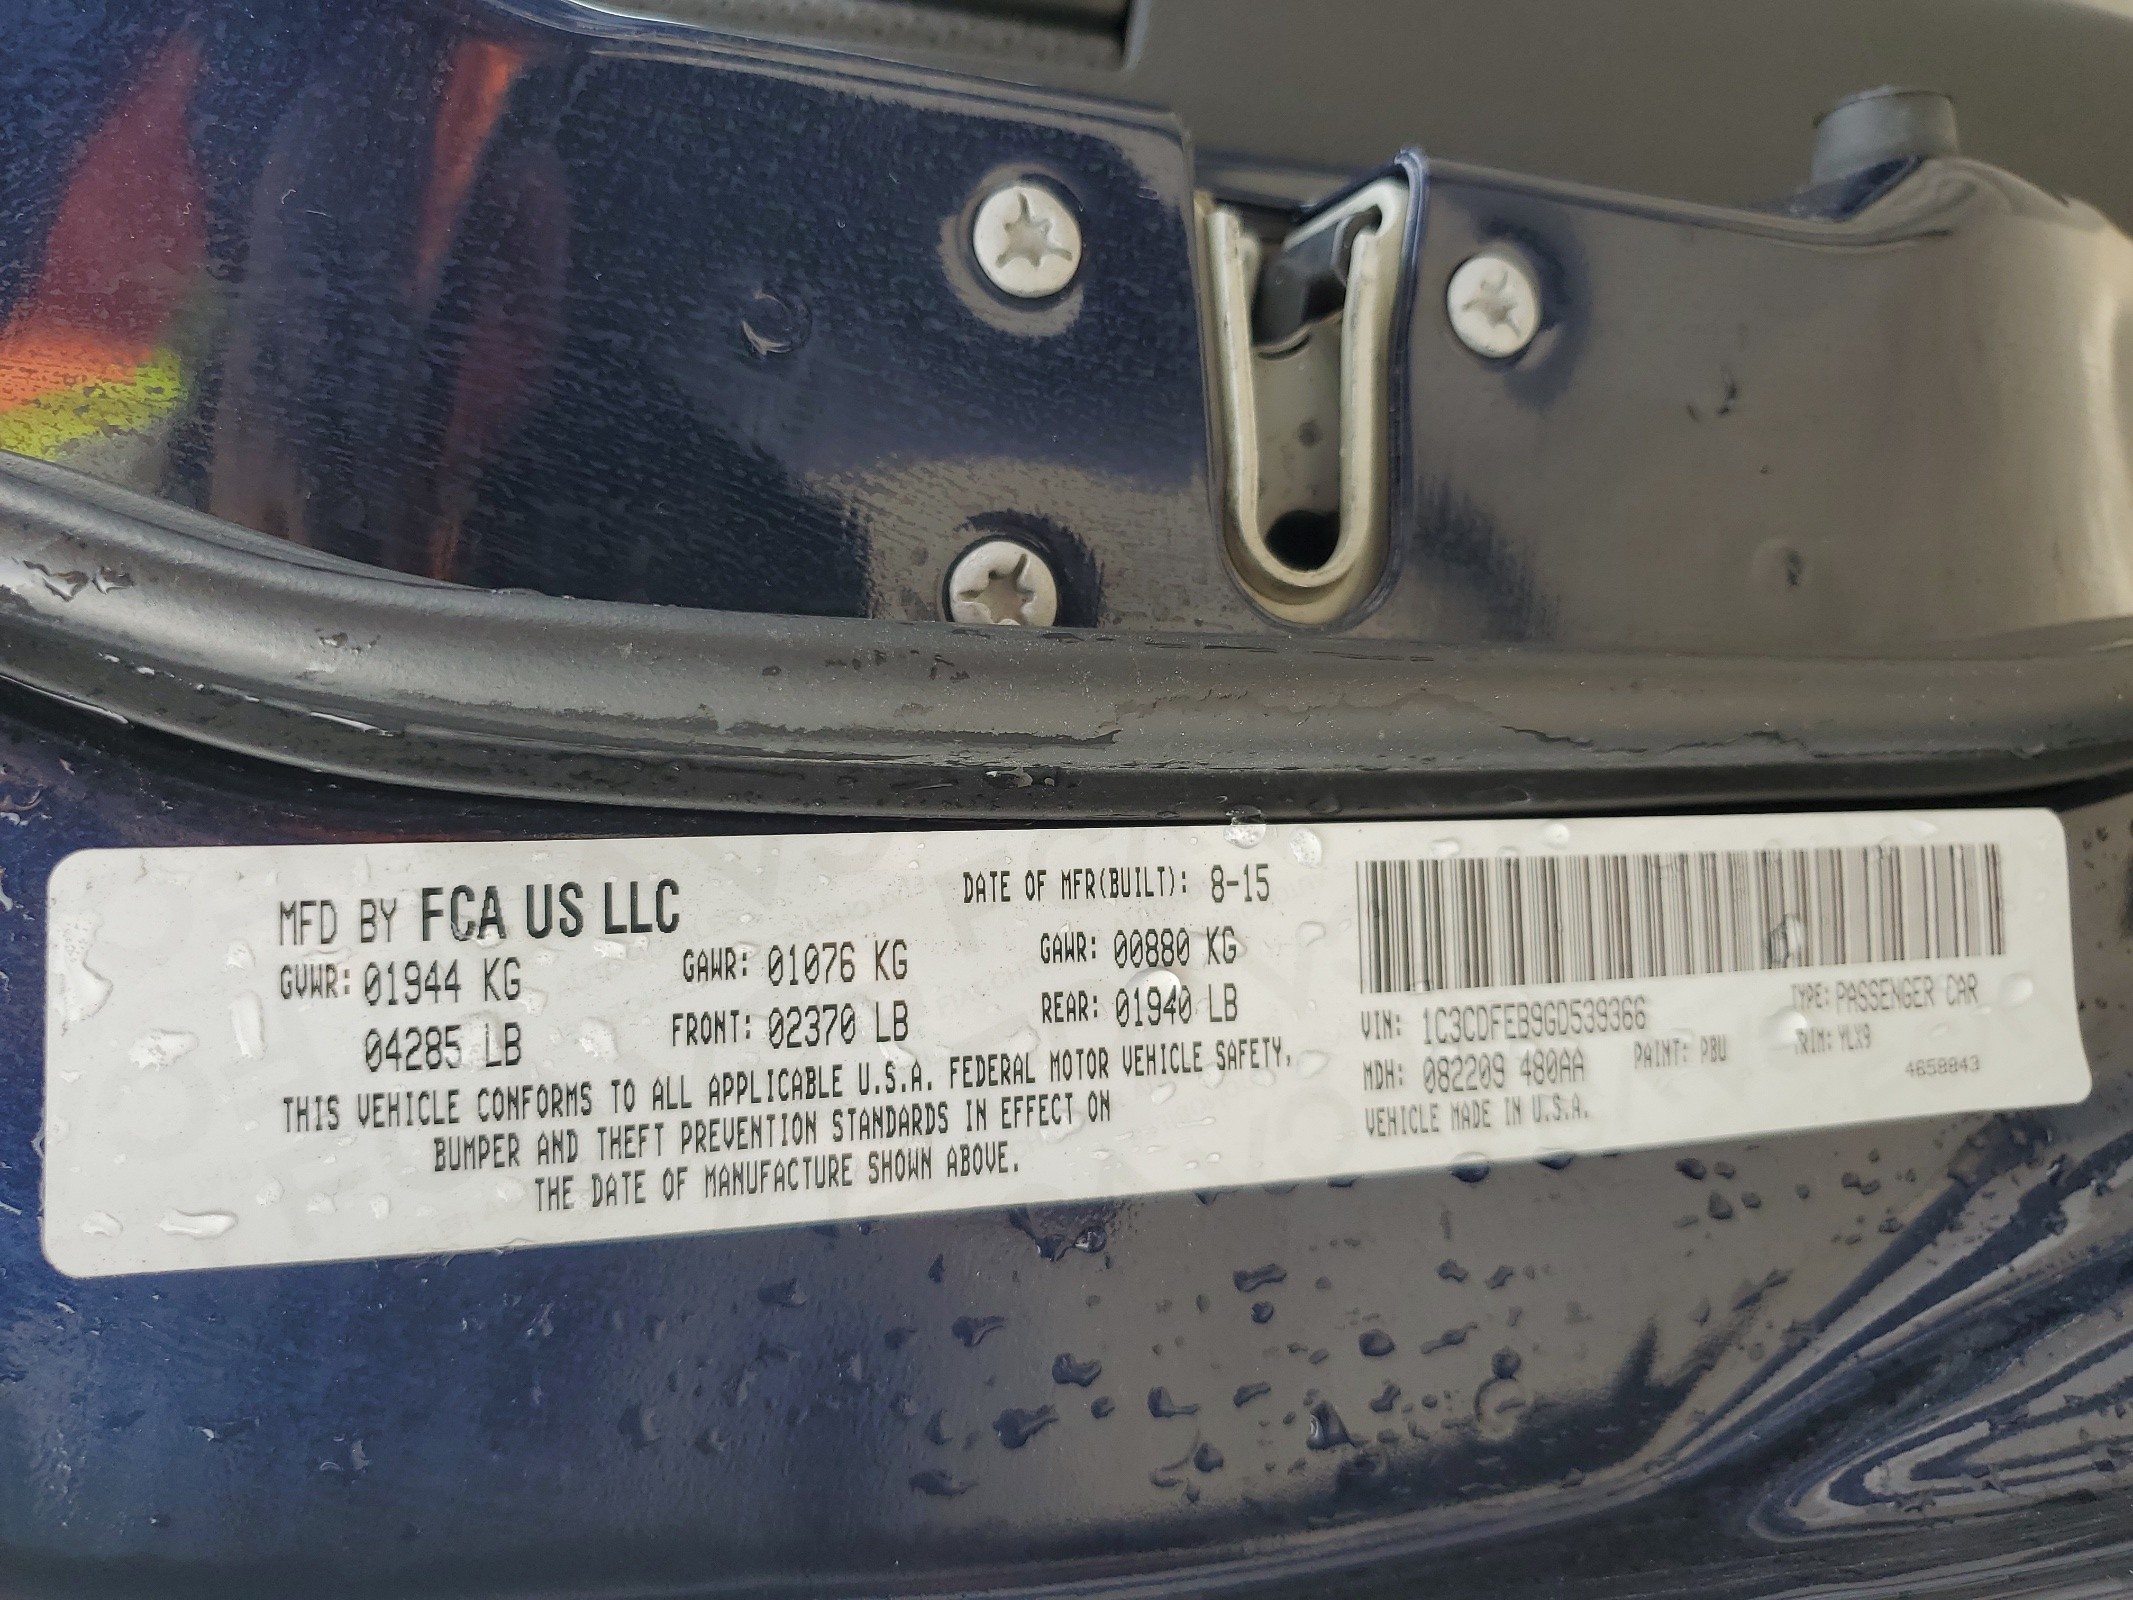 MFD BY FCA US LLC
DATE OF MFR(BUILT): 8-15
GVWR: 01944 KG GAWR: 01076 KG GAWR: 00880 KG
04285 LB FRONT: 02370 LB REAR: 01940 LB
THIS VEHICLE CONFORMS TO ALL APPLICABLE U.S.A. FEDERAL MOTOR VEHICLE SAFETY,
BUMPER AND THEFT PREVENTION STANDARDS IN EFFECT ON
THE DATE OF MANUFACTURE SHOWN ABOVE.
VIN: 1C3CDFEB9GD539366 TYPE: PASSENGER CAR
MDH: 082209 480AA PAINT: PBU TRIM: YLX9
VEHICLE MADE IN U.S.A. 4658843